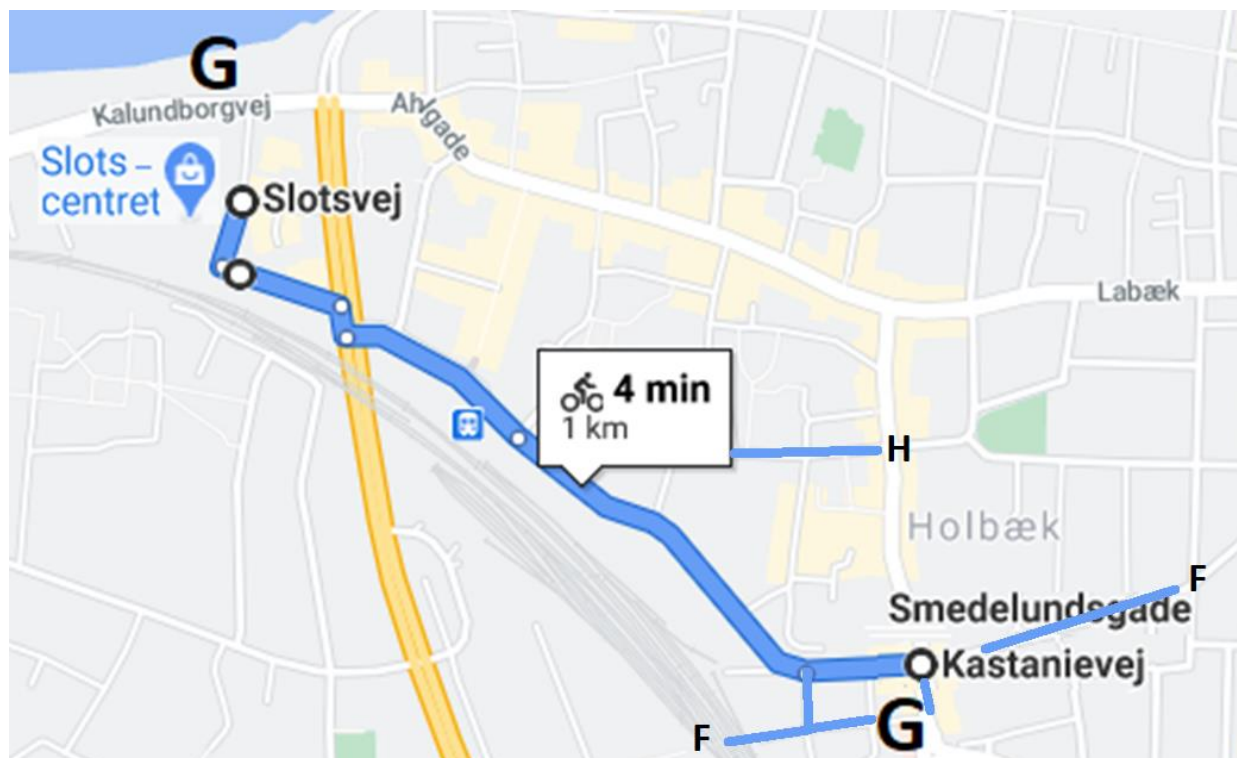 G
Kalundborgvej
Ahlgade
Slots –
centret
Slotsvej
Labæk
4 min
1 km
H
Holbæk
F
Smedelundsgade
Kastanievej
G
F